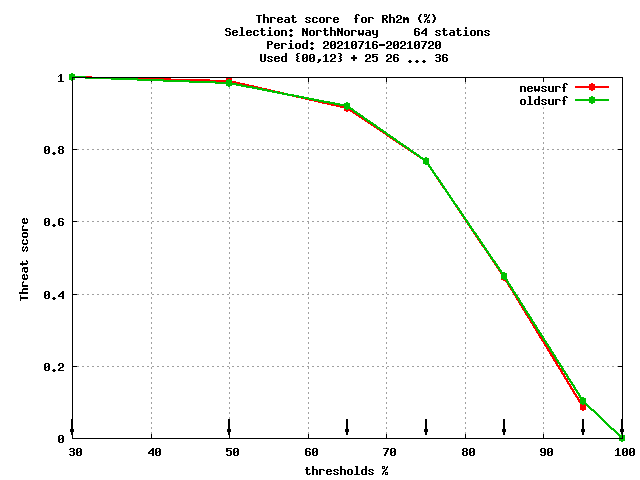 Threat score  for Rh2m (%)
Selection: NorthNorway     64 stations
Period: 20210716-20210720
Used {00,12} + 25 26 ... 36
newsurf
oldsurf
1
0.8
0.6
0.4
0.2
0
Threat score
30 40 50 60 70 80 90 100
thresholds %